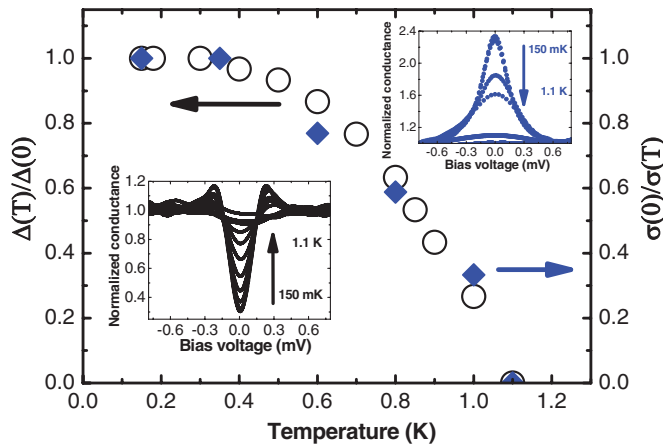 Δ(T)/Δ(0)
1.0
0.8
0.6
0.4
0.2
0.0
0.0 0.2 0.4 0.6 0.8 1.0 1.2
Temperature (K)
σ(0)/σ(T)
1.0
0.8
0.6
0.4
0.2
0.0
Normalized conductance
2.4
2.0
1.6
1.2
150 mK
1.1 K
-0.6 -0.3 0.0 0.3 0.6
Bias voltage (mV)
Normalized conductance
1.2
1.0
0.8
0.6
0.4
1.1 K
150 mK
-0.6 -0.3 0.0 0.3 0.6
Bias voltage (mV)